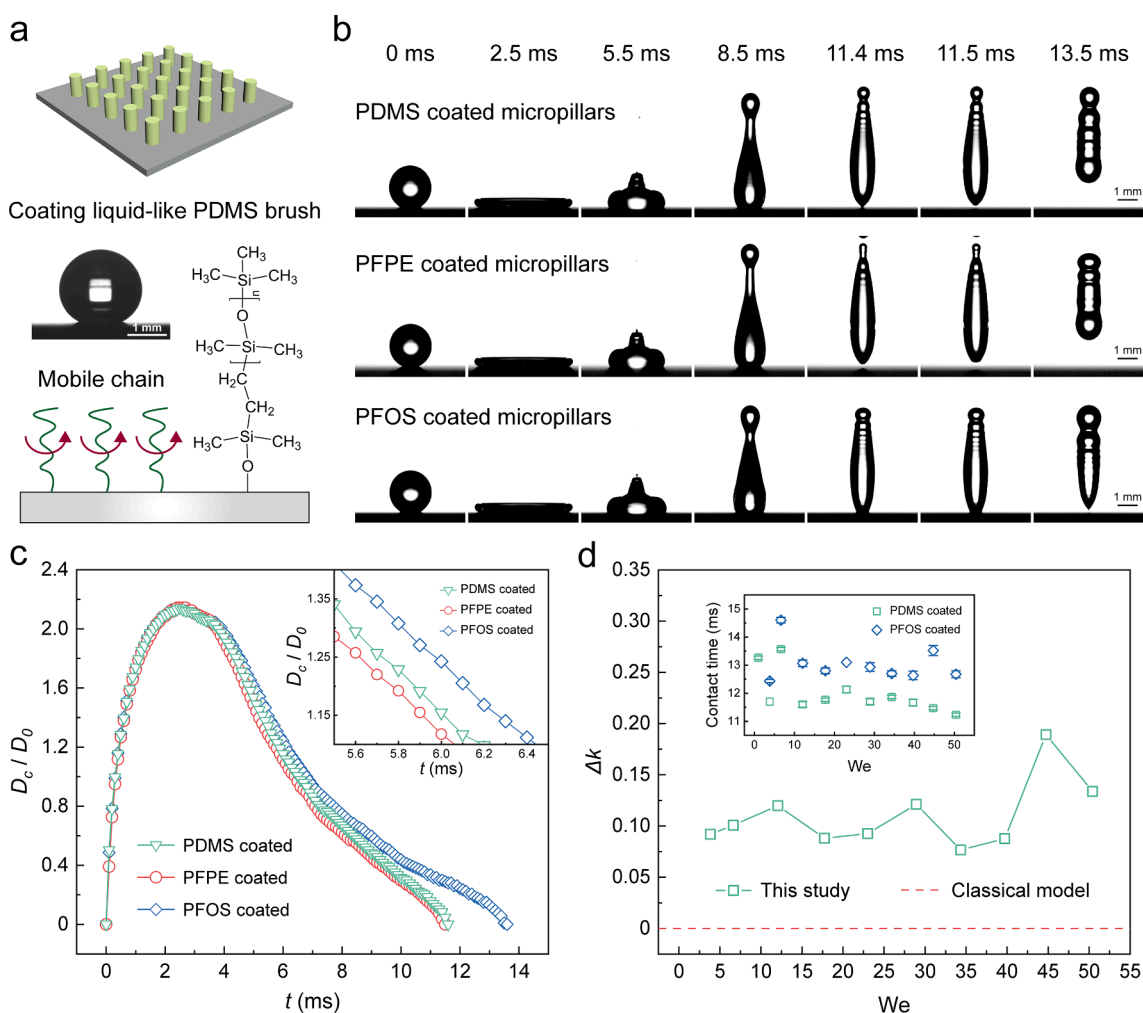 a
Coating liquid-like PDMS brush
1 mm
CH₃
H₃C
CH₃
Si
n
O
Si
H₃C
CH₃
H₂C
CH₂
Si
H₃C
CH₃
O
Mobile chain
b
0 ms 2.5 ms 5.5 ms 8.5 ms 11.4 ms 11.5 ms 13.5 ms
PDMS coated micropillars
1 mm
PFPE coated micropillars
1 mm
PFOS coated micropillars
1 mm
c
D_c / D_0
2.4
2.0
1.6
1.2
0.8
0.4
0
0 2 4 6 8 10 12 14
t (ms)
PDMS coated
PFPE coated
PFOS coated
D_c / D_0
1.35
1.25
1.15
5.6 5.8 6.0 6.2 6.4
t (ms)
PDMS coated
PFPE coated
PFOS coated
d
Δk
0.35
0.30
0.25
0.20
0.15
0.10
0.05
0
0 5 10 15 20 25 30 35 40 45 50 55
We
This study
Classical model
Contact time (ms)
15
14
13
12
11
0 10 20 30 40 50
We
PDMS coated
PFOS coated